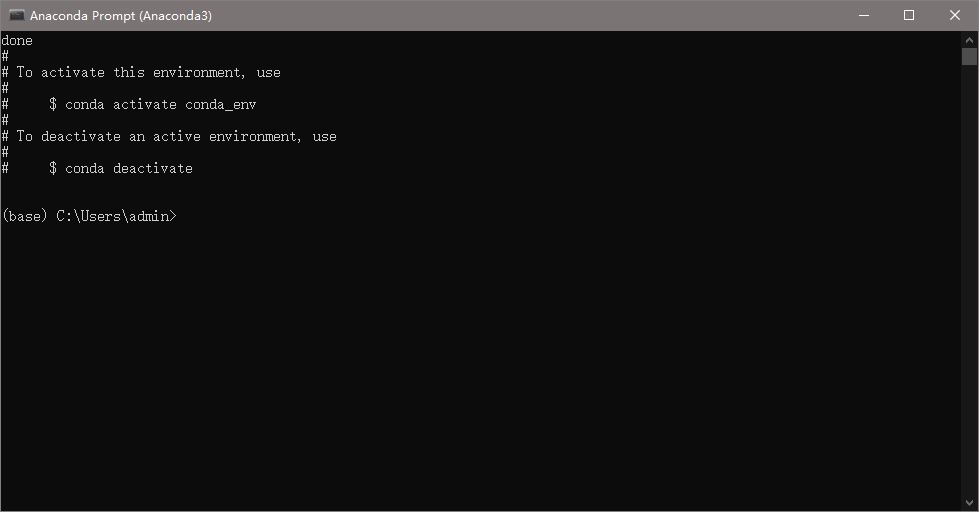 Anaconda Prompt (Anaconda3)
done
#
# To activate this environment, use
#
#     $ conda activate conda_env
#
# To deactivate an active environment, use
#
#     $ conda deactivate
(base) C:\Users\admin>